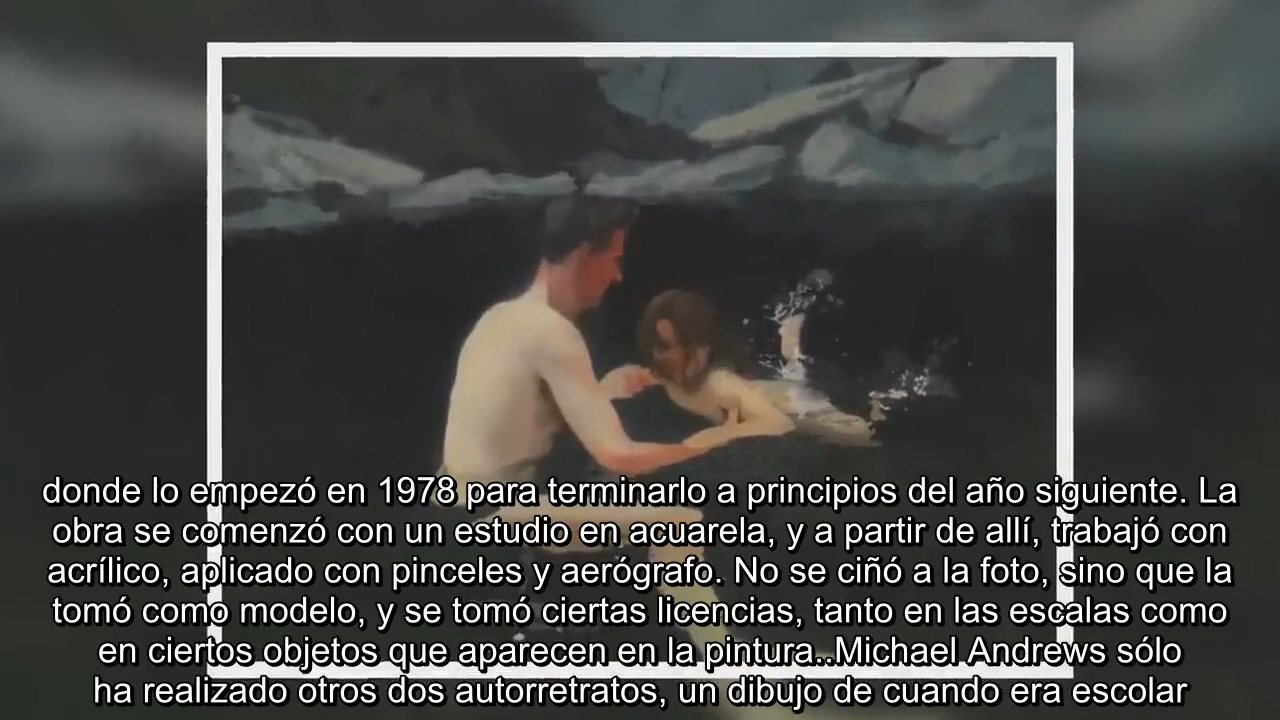 donde lo empezó en 1978 para terminarlo a principios del año siguiente. La
obra se comenzó con un estudio en acuarela, y a partir de allí, trabajó con
acrílico, aplicado con pinceles y aerógrafo. No se ciñó a la foto, sino que la
tomó como modelo, y se tomó ciertas licencias, tanto en las escalas como
en ciertos objetos que aparecen en la pintura..Michael Andrews sólo
ha realizado otros dos autorretratos, un dibujo de cuando era escolar